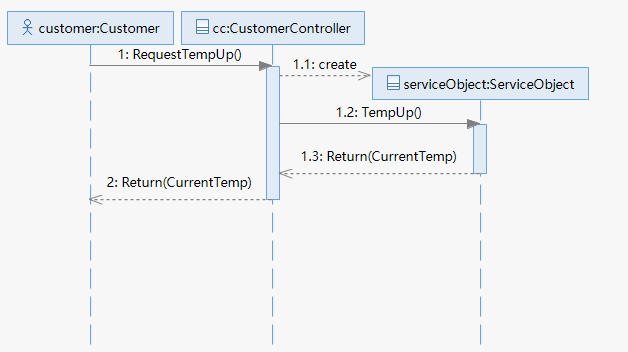 customer:Customer
cc:CustomerController
1: RequestTempUp()
1.1: create
serviceObject:ServiceObject
1.2: TempUp()
1.3: Return(CurrentTemp)
2: Return(CurrentTemp)